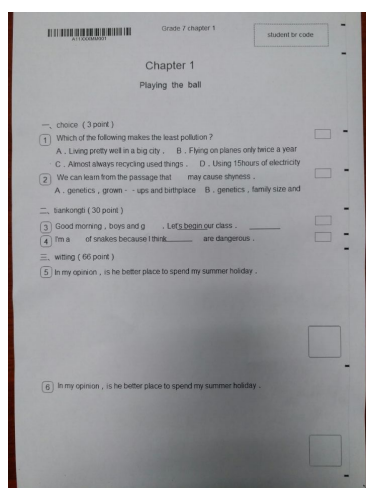 Grade 7 chapter 1
student br code
Chapter 1
Playing the ball
一、choice ( 3 point )
1 Which of the following makes the least pollution ?
A . Living pretty well in a big city . B . Flying on planes only twice a year
C . Almost always recycling used things . D . Using 15hours of electricity
2 We can learn from the passage that may cause shyness .
A . genetics , grown - - ups and birthplace B . genetics , family size and
二、tiankongti ( 30 point )
3 Good morning , boys and g . Let's begin our class .
4 I'm a of snakes because I think______ are dangerous .
三、witting ( 66 point )
5 In my opinion , is he better place to spend my summer holiday .
6 In my opinion , is he better place to spend my summer holiday .